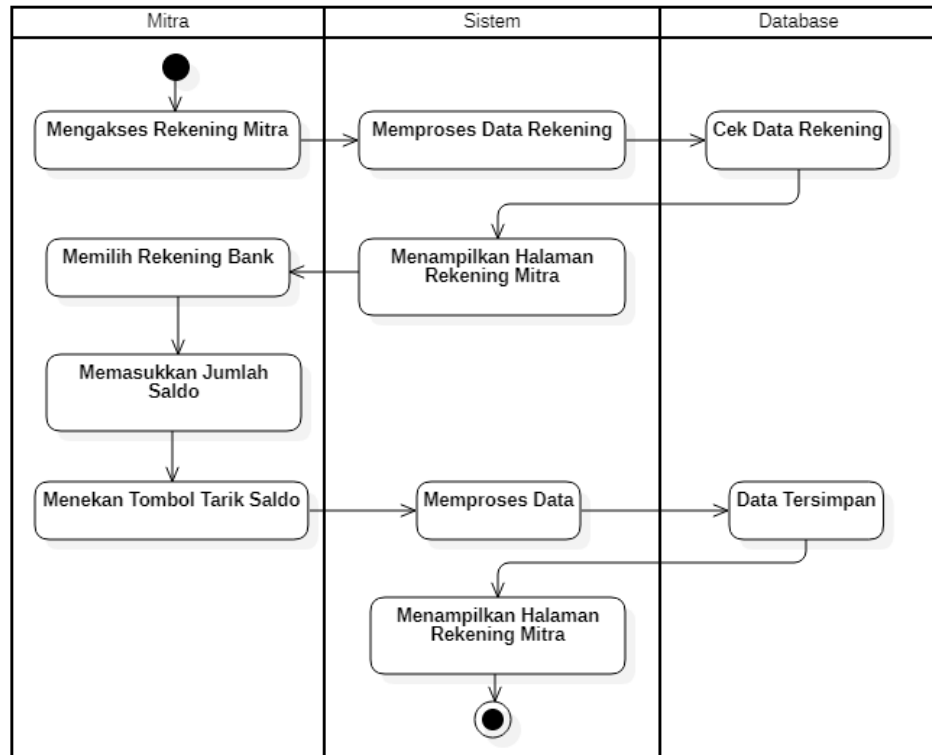 Mitra
Sistem
Database
Mengakses Rekening Mitra
Memproses Data Rekening
Cek Data Rekening
Menampilkan Halaman
Rekening Mitra
Memilih Rekening Bank
Memasukkan Jumlah
Saldo
Menekan Tombol Tarik Saldo
Memproses Data
Data Tersimpan
Menampilkan Halaman
Rekening Mitra